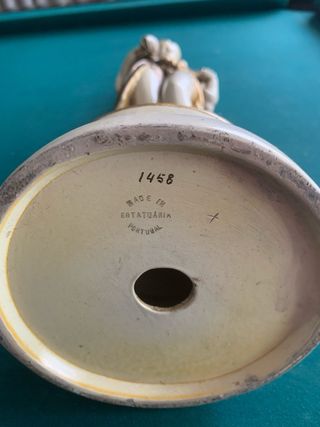 1458
MADE IN
ESTATUÁRIA
PORTUGAL
+